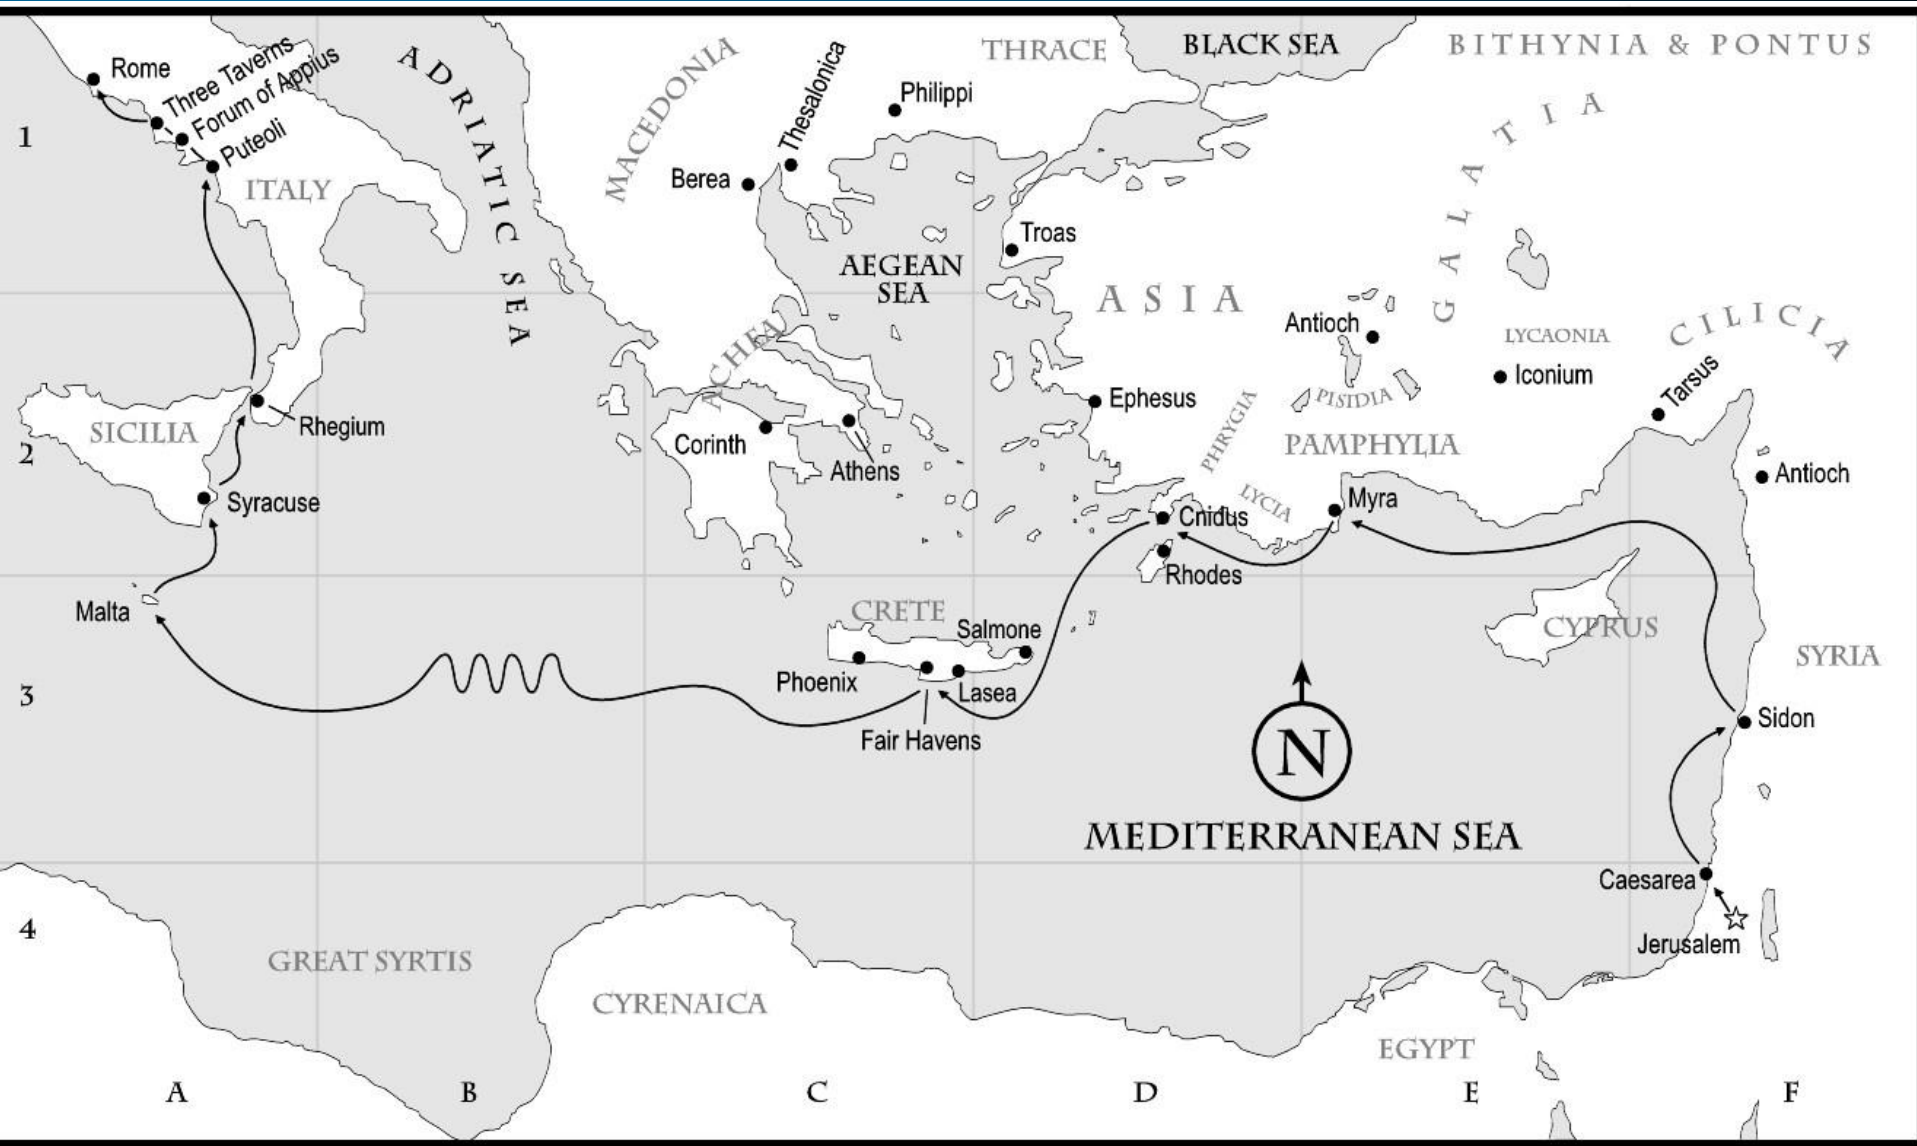 THRACE
BLACK SEA
BITHYNIA & PONTUS
Rome
Three Taverns
Forum of Appius
Puteoli
ITALY
ADRIATIC SEA
MACEDONIA
Thesalonica
Philippi
Berea
GALATIA
1
Troas
AEGEAN
SEA
ASIA
Antioch
LYCAONIA
CILICIA
ACHEA
Iconium
Tarsus
Ephesus
PISIDIA
PHRYGIA
PAMPHYLIA
SICILIA
Rhegium
Corinth
Athens
2
Antioch
Syracuse
LYCIA
Myra
Cnidus
Rhodes
Malta
CRETE
Salmone
CYPRUS
SYRIA
Phoenix
Lasea
3
Fair Havens
Sidon
N
MEDITERRANEAN SEA
Caesarea
4
Jerusalem
GREAT SYRTIS
CYRENAICA
EGYPT
A
B
C
D
E
F